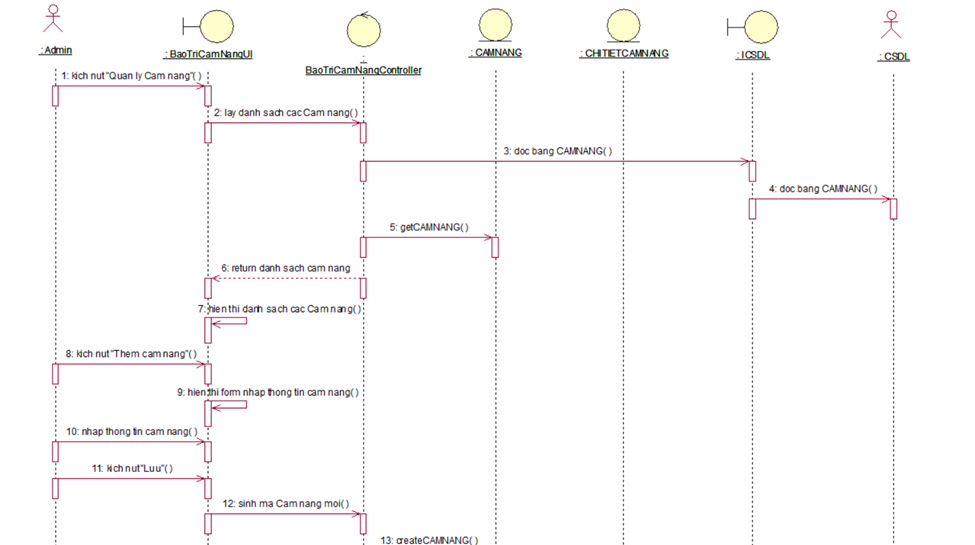 : Admin
: BaoTriCamNangUI
:
BaoTriCamNangController
: CAMNANG
: CHITIETCAMNANG
: ICSDL
: CSDL
1: kich nut "Quan ly Cam nang"( )
2: lay danh sach cac Cam nang( )
3: doc bang CAMNANG( )
4: doc bang CAMNANG( )
5: getCAMNANG( )
6: return danh sach cam nang
7: hien thi danh sach cac Cam nang( )
8: kich nut "Them cam nang"( )
9: hien thi form nhap thong tin cam nang( )
10: nhap thong tin cam nang( )
11: kich nut "Luu"( )
12: sinh ma Cam nang moi( )
13: createCAMNANG( )